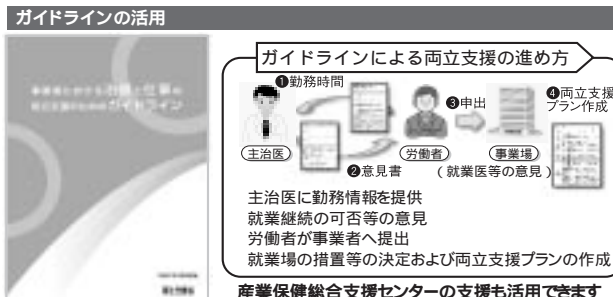 ガイドラインの活用
ガイドラインによる両立支援の進め方
❶勤務時間
❸申出
❹両立支援
プラン作成
主治医
労働者
事業場
❷意見書
(就業医等の意見)
主治医に勤務情報を提供
就業継続の可否等の意見
労働者が事業者へ提出
就業場の措置等の決定および両立支援プランの作成
産業保健総合支援センターの支援も活用できます